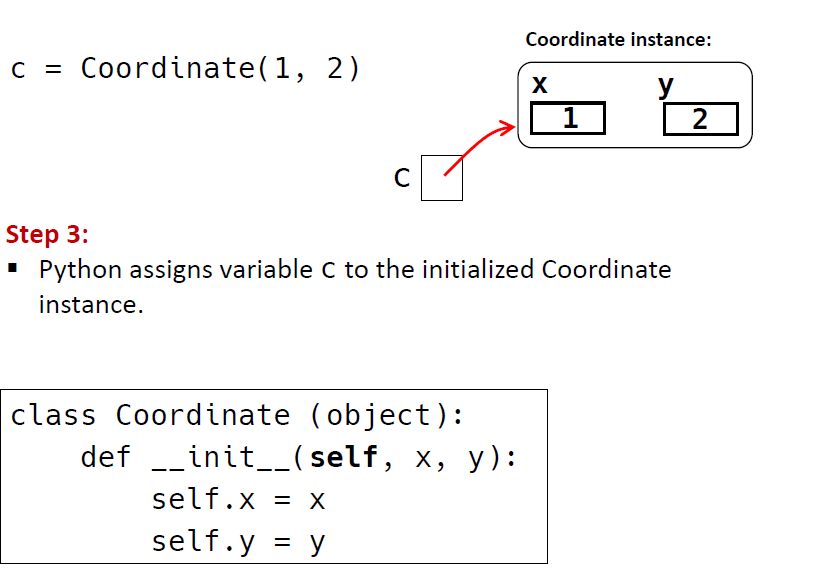 c = Coordinate(1, 2)
Coordinate instance:
x y
1 2
c
Step 3:
▪ Python assigns variable c to the initialized Coordinate
instance.
class Coordinate (object):
    def __init__(self, x, y):
        self.x = x
        self.y = y